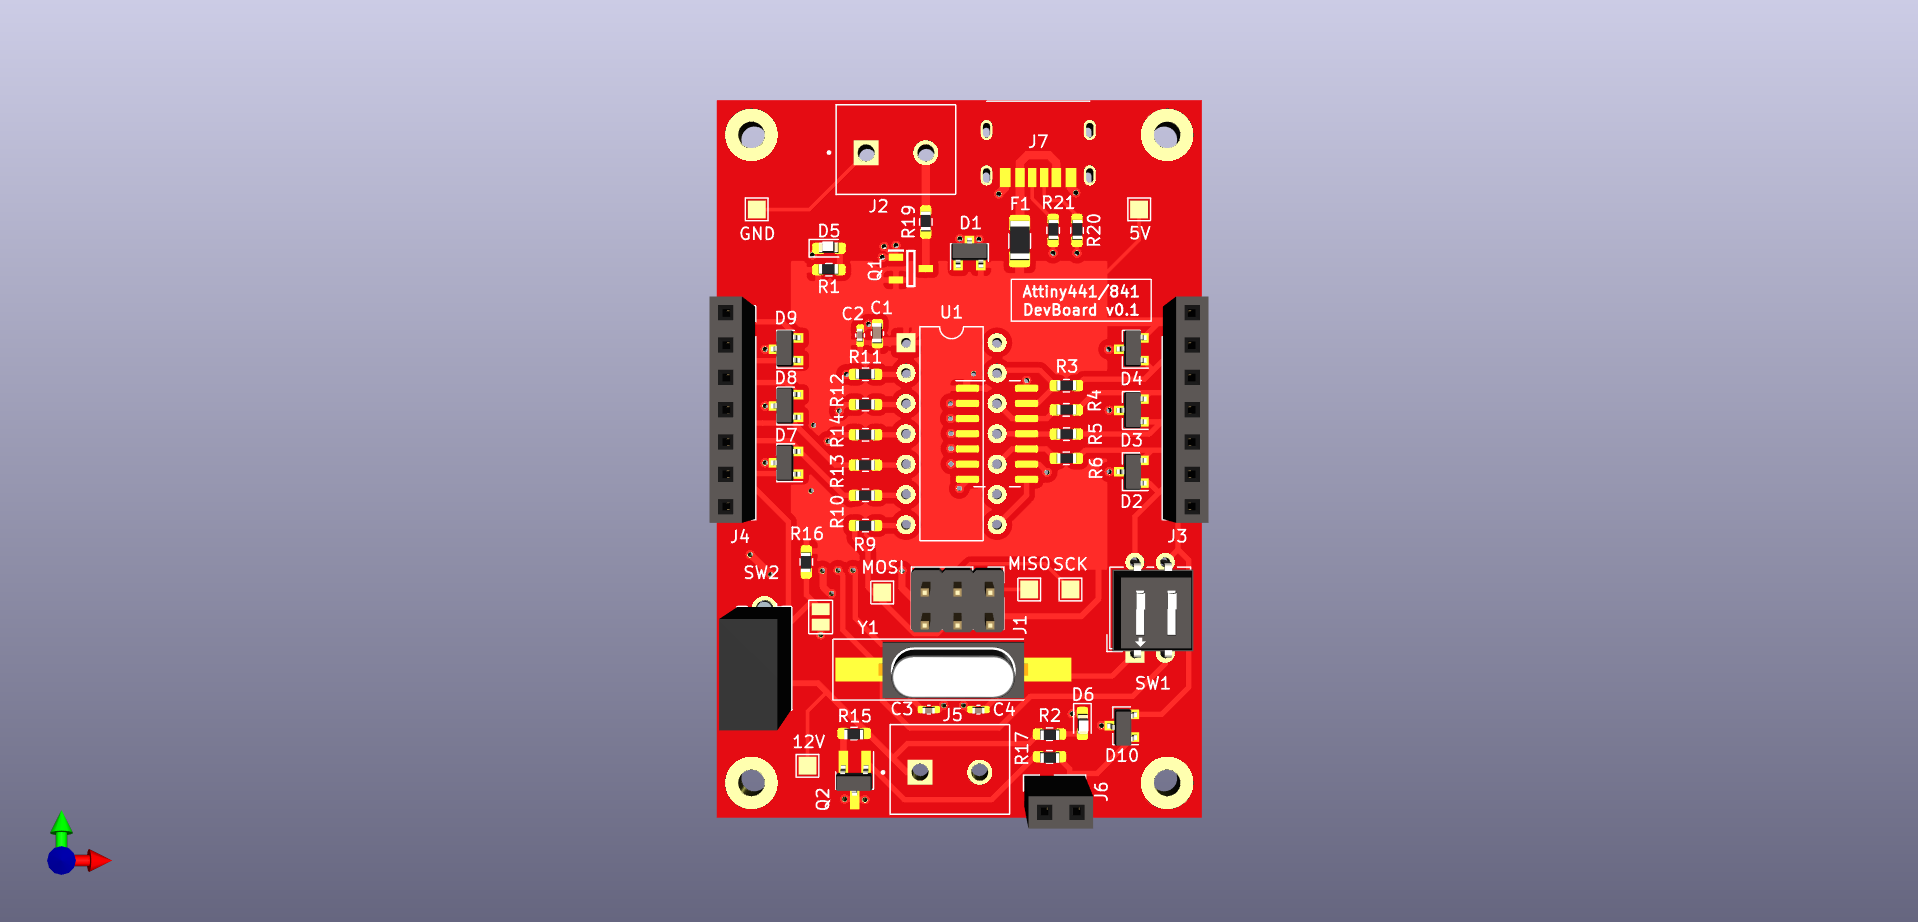 J7
J2
R19
D1
F1
R21
R20
GND
5V
D5
Q1
R1
Attiny441/841
DevBoard v0.1
C2
C1
U1
D9
R11
R3
D4
D8
R12
R4
D7
R14
R5
D3
R13
R6
R10
D2
R16
R9
J4
J3
SW2
MOSI
MISO
SCK
Y1
J1
SW1
D6
C3
J5
C4
R15
R2
12V
R17
D10
Q2
J6